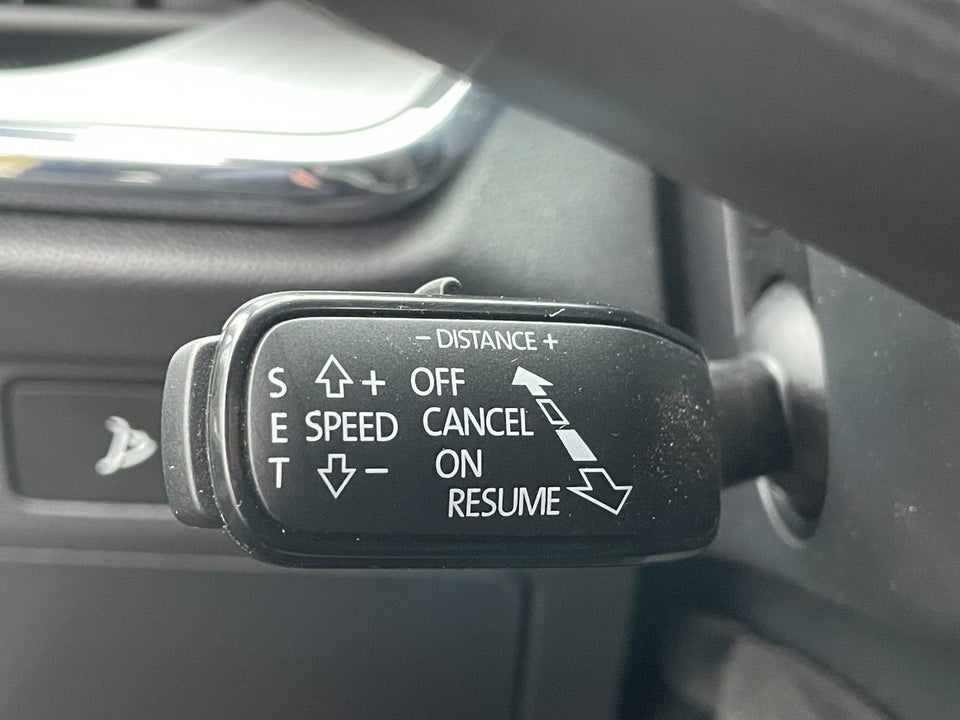 - DISTANCE +
S + OFF
E SPEED CANCEL
T - ON
RESUME